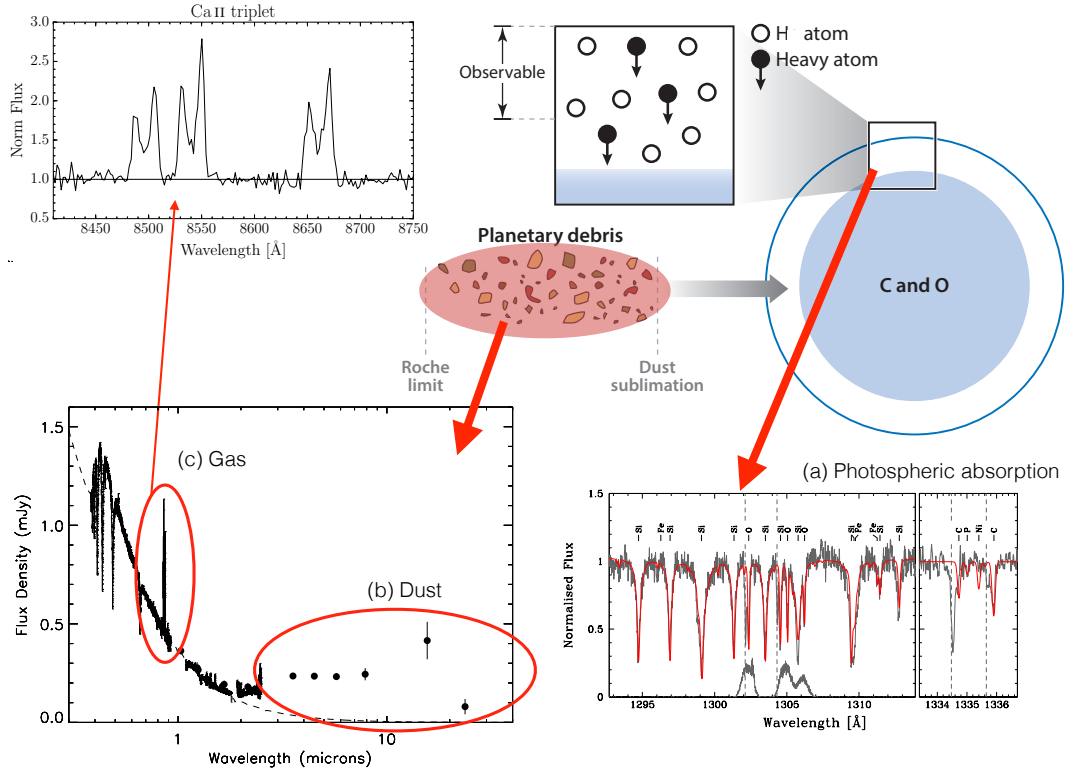 Ca II triplet
3.0
2.5
2.0
1.5
1.0
0.5
Norm Flux
8450 8500 8550 8600 8650 8700 8750
Wavelength [Å]
Observable
H atom
Heavy atom
Planetary debris
C and O
Roche
limit
Dust
sublimation
(c) Gas
(b) Dust
1.5
1.0
0.5
0.0
Flux Density (mJy)
1 10
Wavelength (microns)
(a) Photospheric absorption
1.5
1
0.5
0
Normalised Flux
Si Fe Si Si Si O Si Si O Si O Si Fe Fe Si Si
C P Ni C
1295 1300 1305 1310 1334 1335 1336
Wavelength [Å]